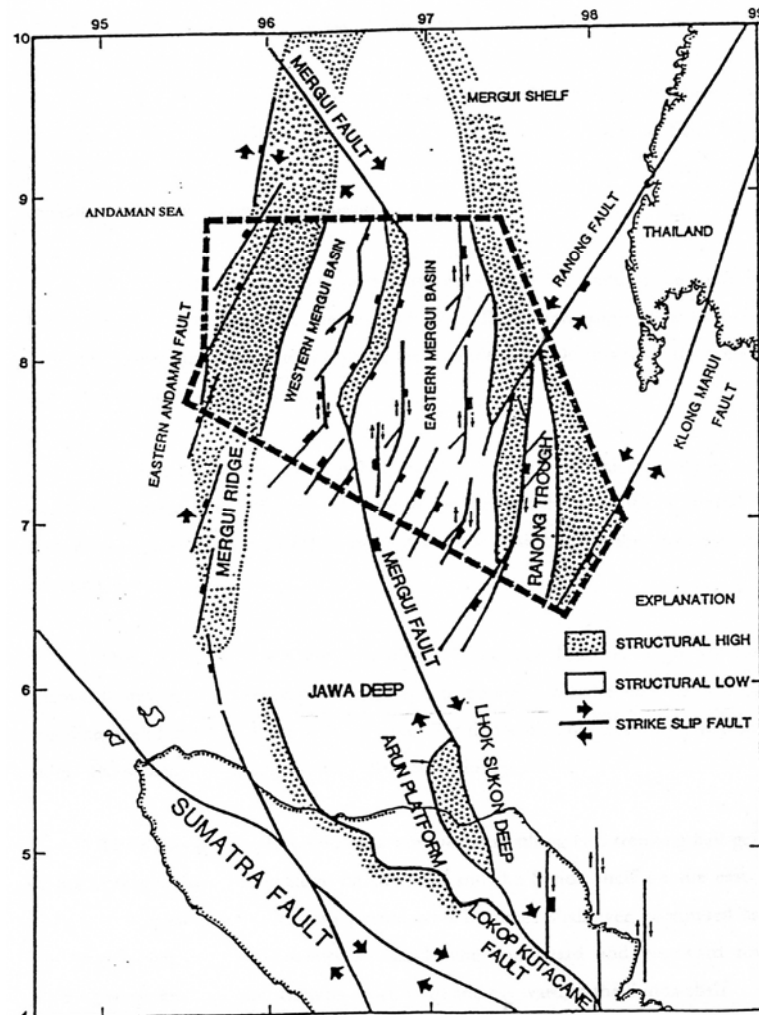 95 96 97 98 99
10
MERGUI FAULT
MERGUI SHELF
9
ANDAMAN SEA
RANONG FAULT
THAILAND
WESTERN MERGUI BASIN
EASTERN MERGUI BASIN
8
EASTERN ANDAMAN FAULT
KLONG MARUI
FAULT
MERGUI RIDGE
RANONG TROUGH
7
MERGUI FAULT
EXPLANATION
STRUCTURAL HIGH
STRUCTURAL LOW
STRIKE SLIP FAULT
6
JAWA DEEP
ARUN PLATFORM
LHOK SUKON DEEP
SUMATRA FAULT
5
LOKOP KUTACANE
FAULT
4